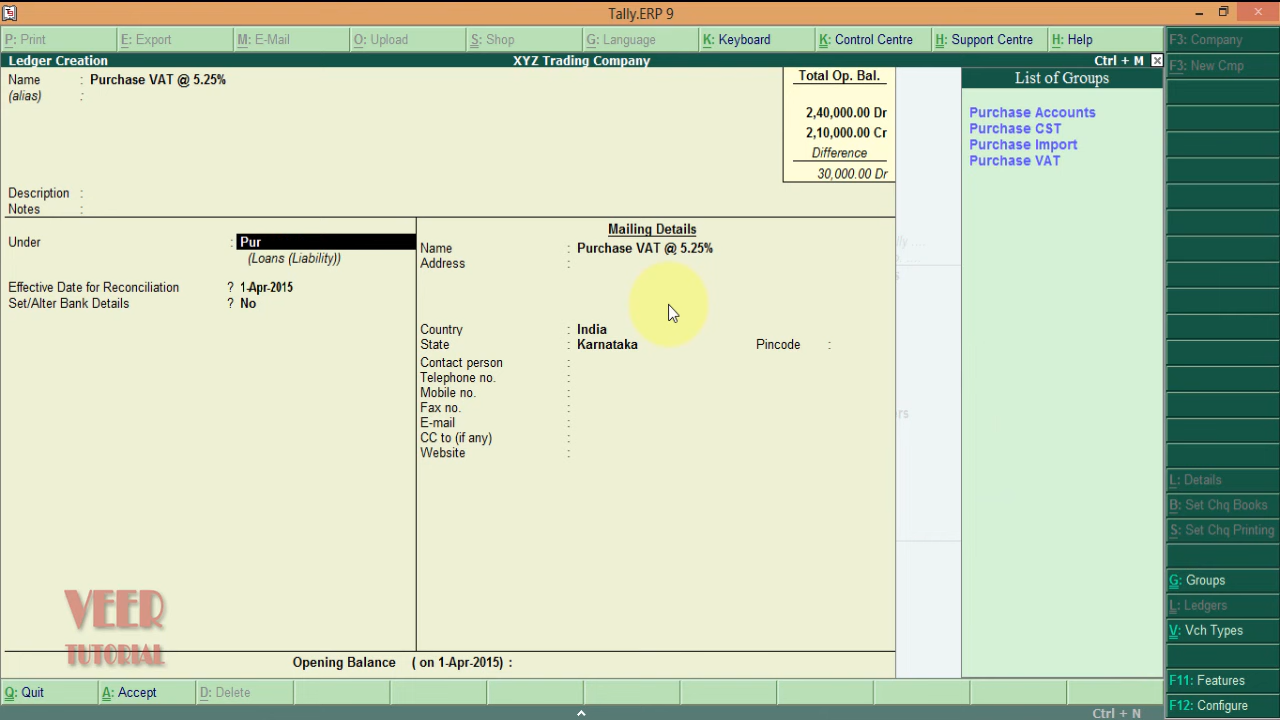 Tally.ERP 9
P: Print E: Export M: E-Mail O: Upload S: Shop G: Language K: Keyboard K: Control Centre H: Support Centre H: Help
F3: Company
Ledger Creation XYZ Trading Company Ctrl + M
F3: New Cmp
Name : Purchase VAT @ 5.25%
(alias) :
Total Op. Bal.
2,40,000.00 Dr
2,10,000.00 Cr
Difference
30,000.00 Dr
List of Groups
Purchase Accounts
Purchase CST
Purchase Import
Purchase VAT
Description :
Notes :
Under : Pur
(Loans (Liability))
Effective Date for Reconciliation ? 1-Apr-2015
Set/Alter Bank Details ? No
Mailing Details
Name : Purchase VAT @ 5.25%
Address :
Country : India
State : Karnataka Pincode :
Contact person :
Telephone no. :
Mobile no. :
Fax no. :
E-mail :
CC to (if any) :
Website :
L: Details
B: Set Chq Books
S: Set Chq Printing
G: Groups
L: Ledgers
V: Vch Types
F11: Features
F12: Configure
VEER
TUTORIAL
Opening Balance ( on 1-Apr-2015) :
Q: Quit A: Accept D: Delete
Ctrl + N